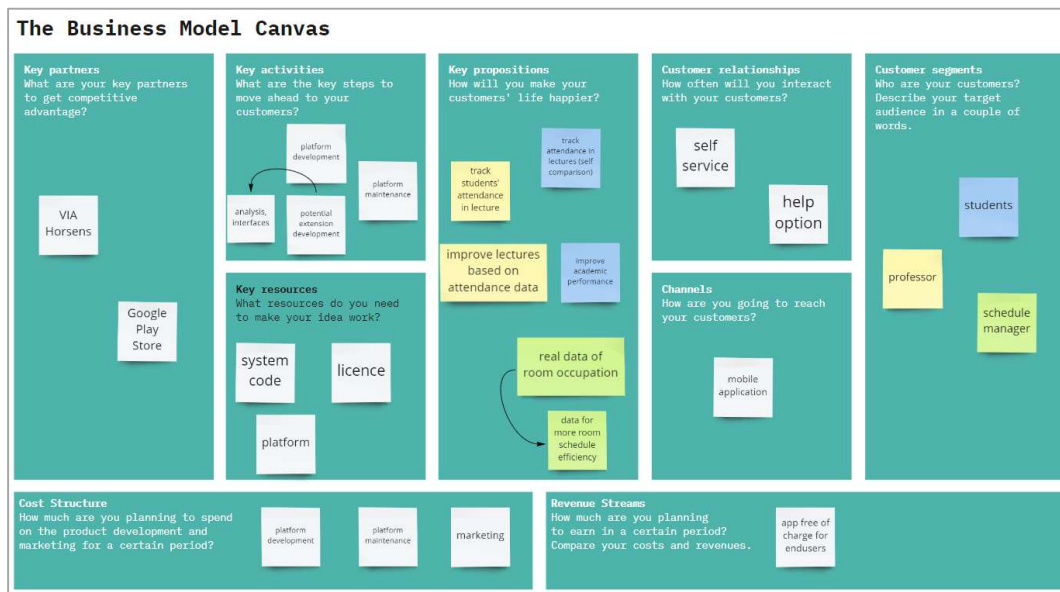 The Business Model Canvas
Key partners
What are your key partners
to get competitive
advantage?
VIA
Horsens
Google
Play
Store
Key activities
What are the key steps to
move ahead to your
customers?
platform
development
platform
maintenance
analysis,
interfaces
potential
extension
development
Key resources
What resources do you need
to make your idea work?
system
code
licence
platform
Key propositions
How will you make your
customers' life happier?
track
attendance in
lectures (self
comparison)
track
students'
attendance
in lecture
improve lectures
based on
attendance data
improve
academic
performance
real data of
room occupation
data for
more room
schedule
efficiency
Customer relationships
How often will you interact
with your customers?
self
service
help
option
Channels
How are you going to reach
your customers?
mobile
application
Customer segments
Who are your customers?
Describe your target
audience in a couple of
words.
students
professor
schedule
manager
Cost Structure
How much are you planning to spend
on the product development and
marketing for a certain period?
platform
development
platform
maintenance
marketing
Revenue Streams
How much are you planning
to earn in a certain period?
Compare your costs and revenues.
app free of
charge for
endusers